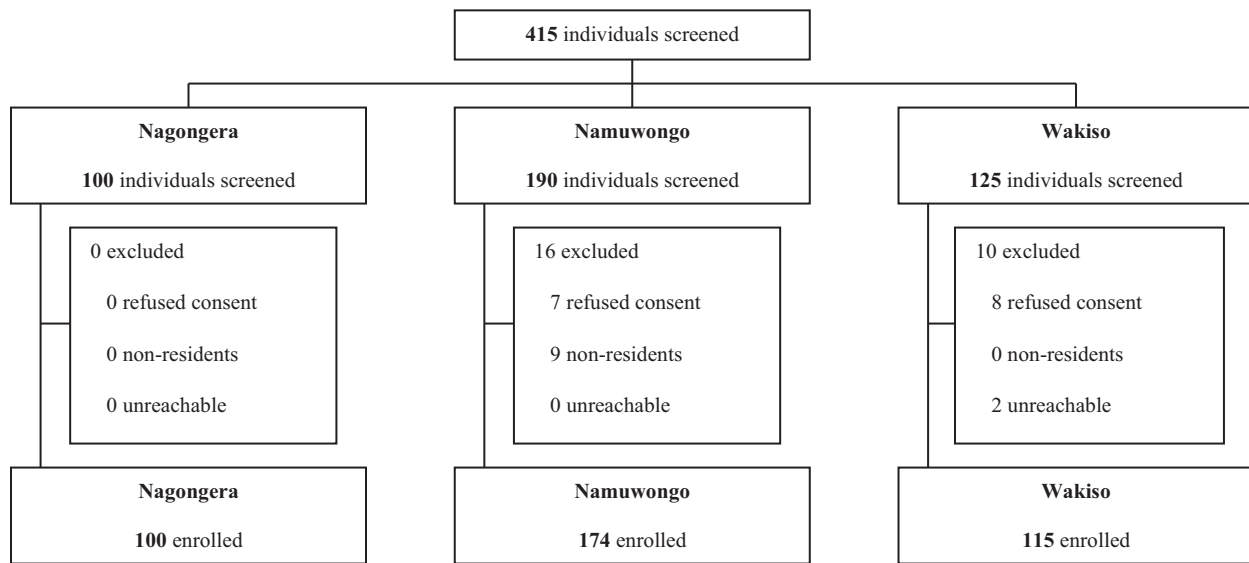 415 individuals screened
Nagongera
100 individuals screened
0 excluded
0 refused consent
0 non-residents
0 unreachable
Nagongera
100 enrolled
Namuwongo
190 individuals screened
16 excluded
7 refused consent
9 non-residents
0 unreachable
Namuwongo
174 enrolled
Wakiso
125 individuals screened
10 excluded
8 refused consent
0 non-residents
2 unreachable
Wakiso
115 enrolled